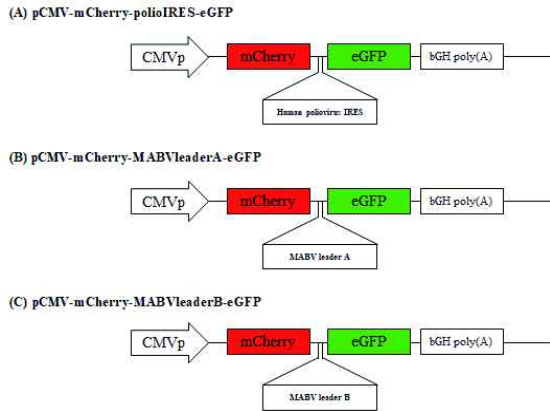 (A) pCMV-mCherry-polioIRES-eGFP
CMVp mCherry eGFP bGH poly(A)
Human poliovirus IRES
(B) pCMV-mCherry-MABVleaderA-eGFP
CMVp mCherry eGFP bGH poly(A)
MABV leader A
(C) pCMV-mCherry-MABVleaderB-eGFP
CMVp mCherry eGFP bGH poly(A)
MABV leader B